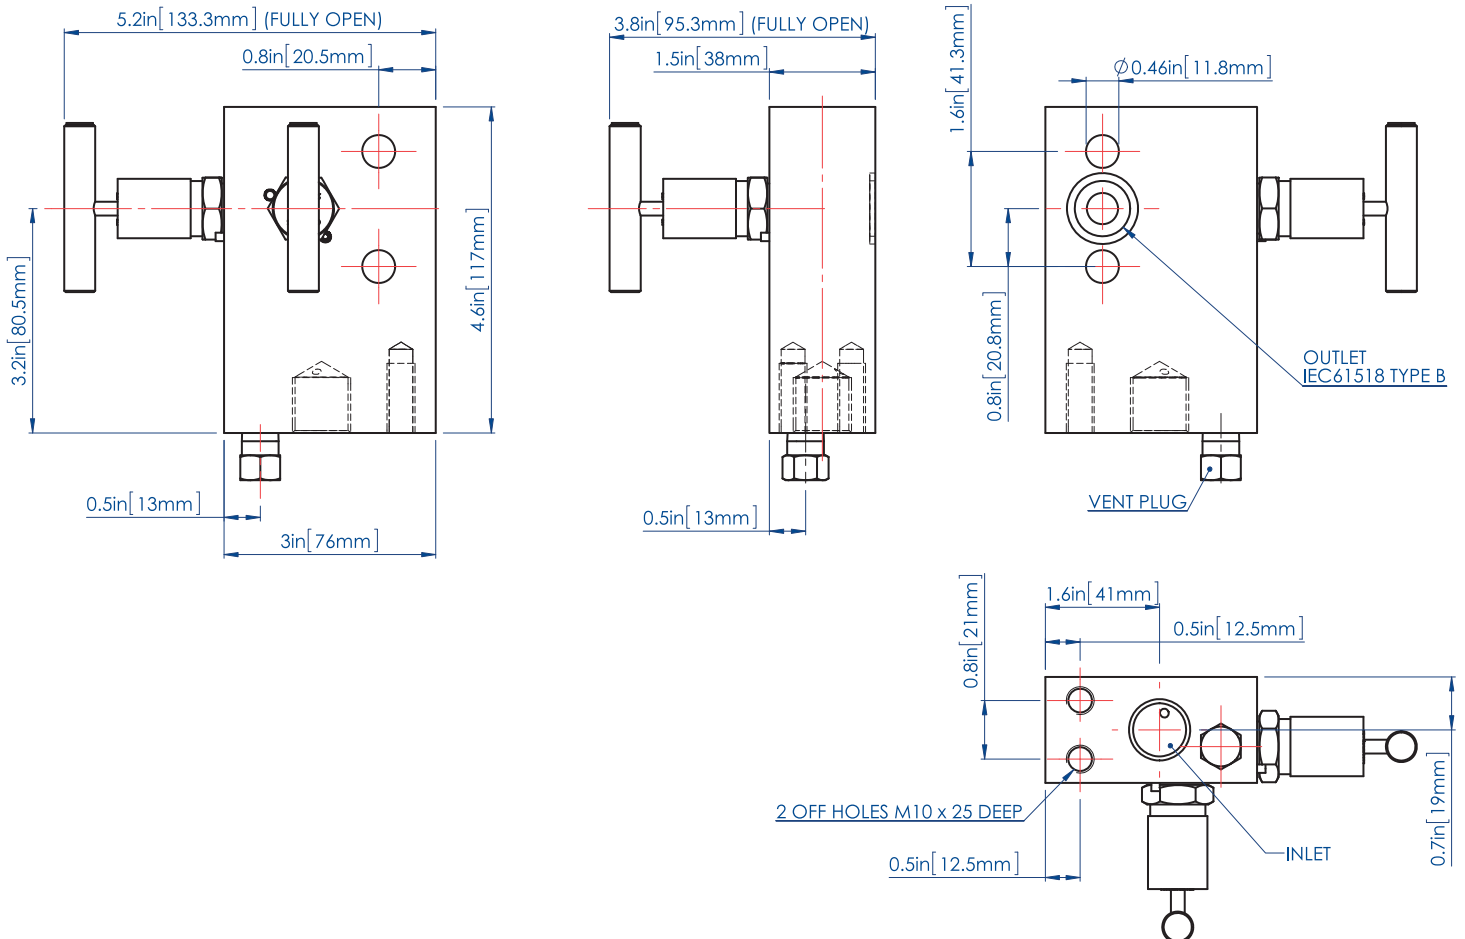 5.2in[133.3mm] (FULLY OPEN)
0.8in[20.5mm]
3.2in[80.5mm]
4.6in[117mm]
0.5in[13mm]
3in[76mm]
3.8in[95.3mm] (FULLY OPEN)
1.5in[38mm]
0.5in[13mm]
1.6in[41.3mm]
Ø0.46in[11.8mm]
0.8in[20.8mm]
OUTLET
IEC61518 TYPE B
VENT PLUG
1.6in[41mm]
0.5in[12.5mm]
0.8in[21mm]
2 OFF HOLES M10 x 25 DEEP
0.5in[12.5mm]
INLET
0.7in[19mm]